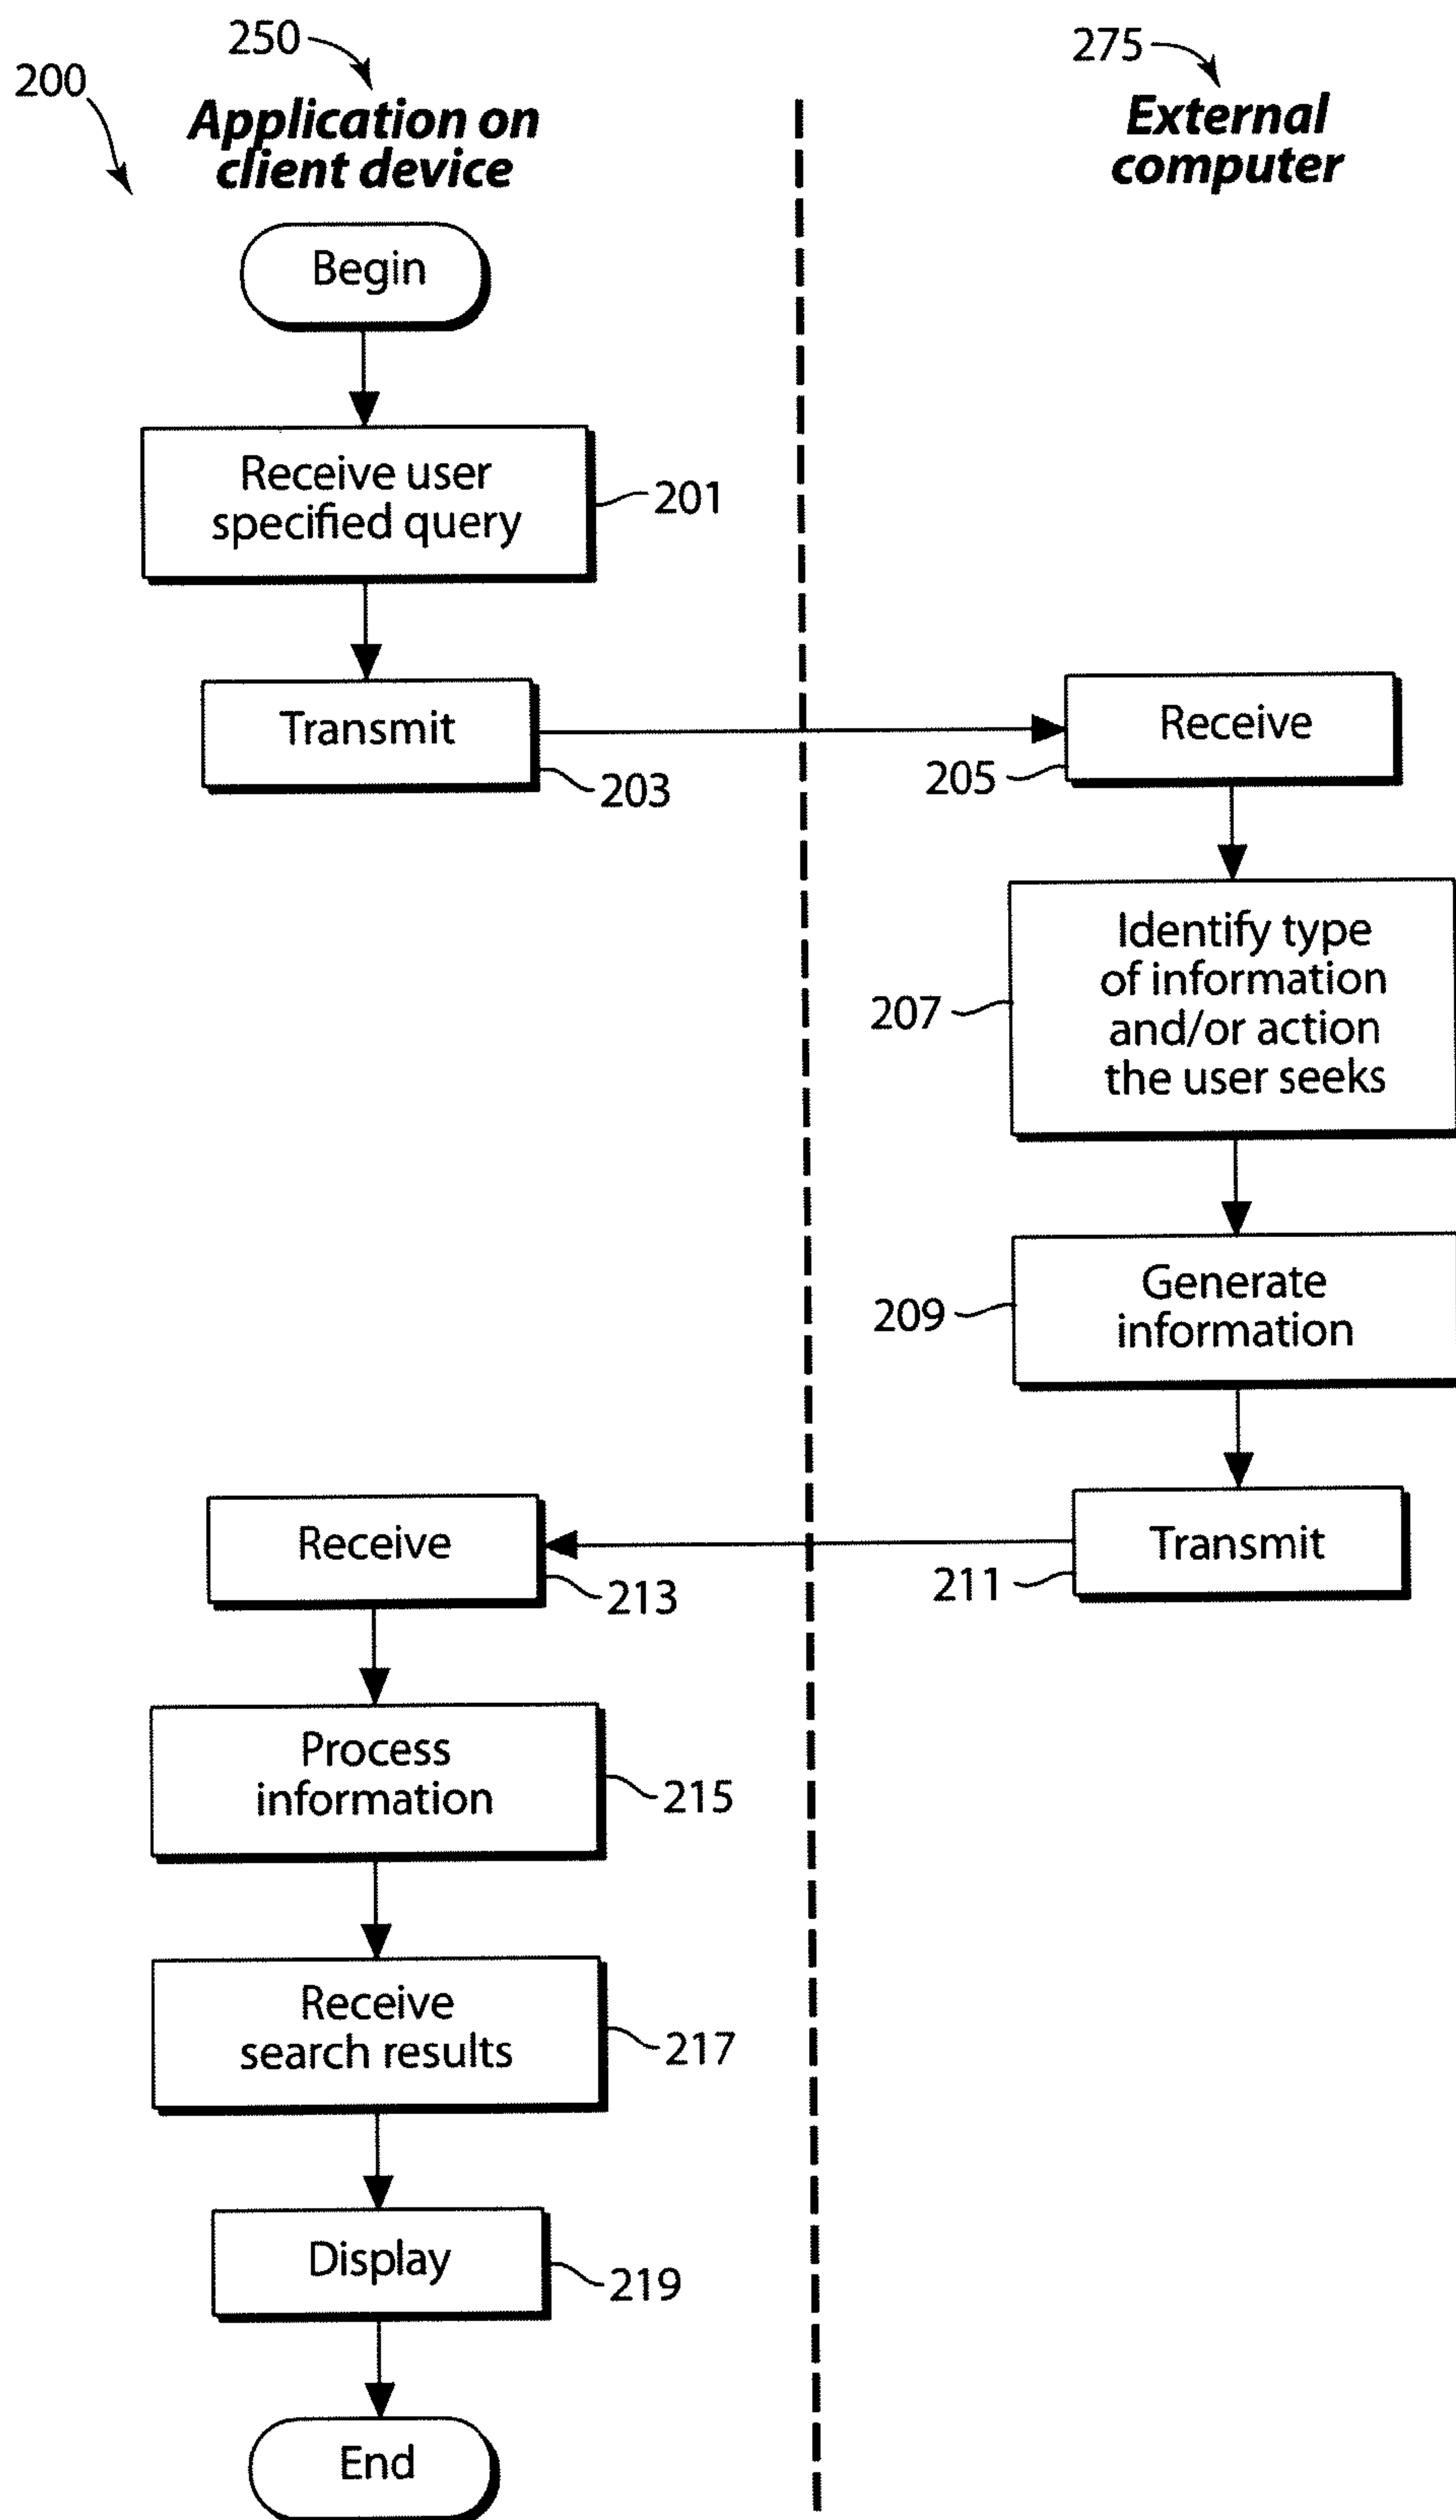 250
275
200
Application on
client device
External
computer
Begin
Receive user
specified query
201
Transmit
203
Receive
205
Identify type
of information
and/or action
the user seeks
207
Generate
information
209
Transmit
211
Receive
213
Process
information
215
Receive
search results
217
Display
219
End